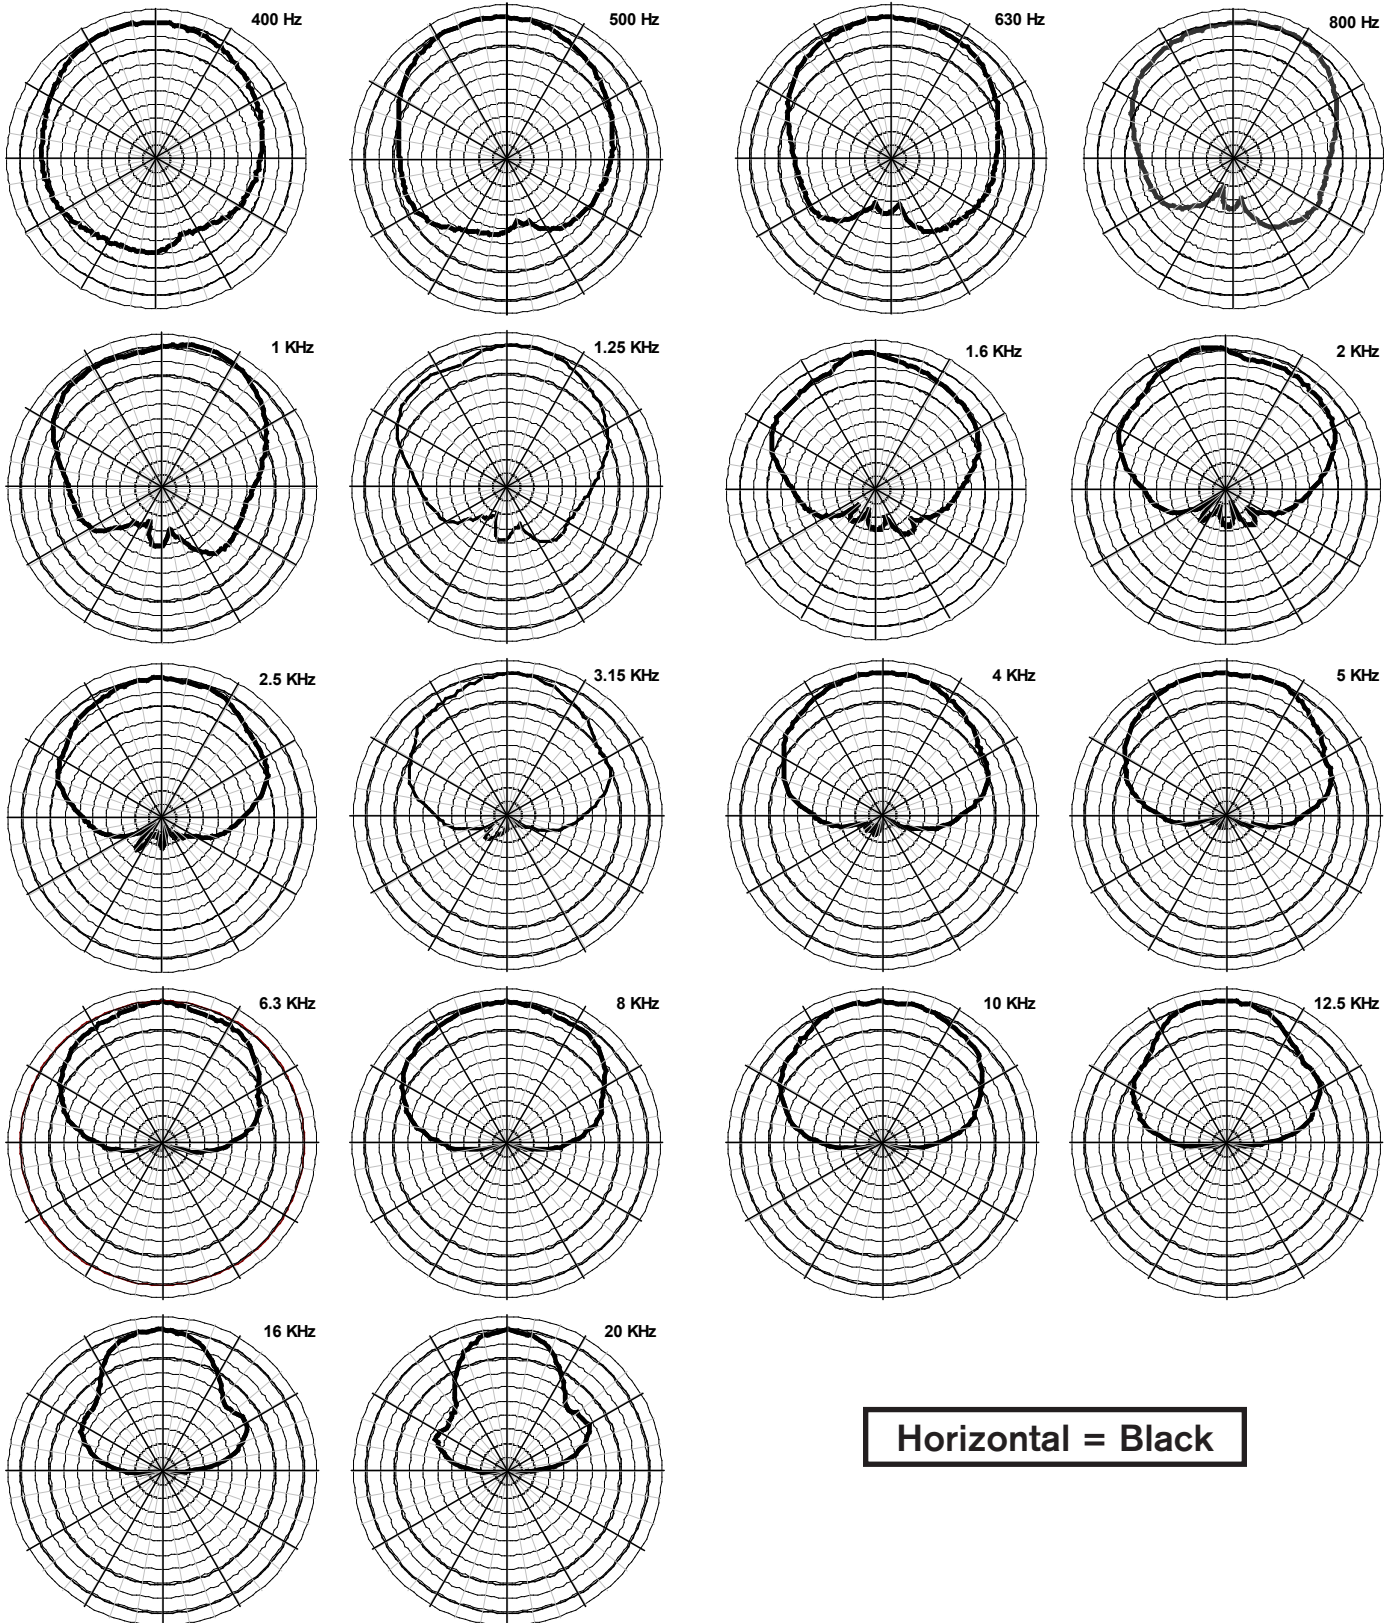 400 Hz
500 Hz
630 Hz
800 Hz
1 KHz
1.25 KHz
1.6 KHz
2 KHz
2.5 KHz
3.15 KHz
4 KHz
5 KHz
6.3 KHz
8 KHz
10 KHz
12.5 KHz
16 KHz
20 KHz
Horizontal = Black